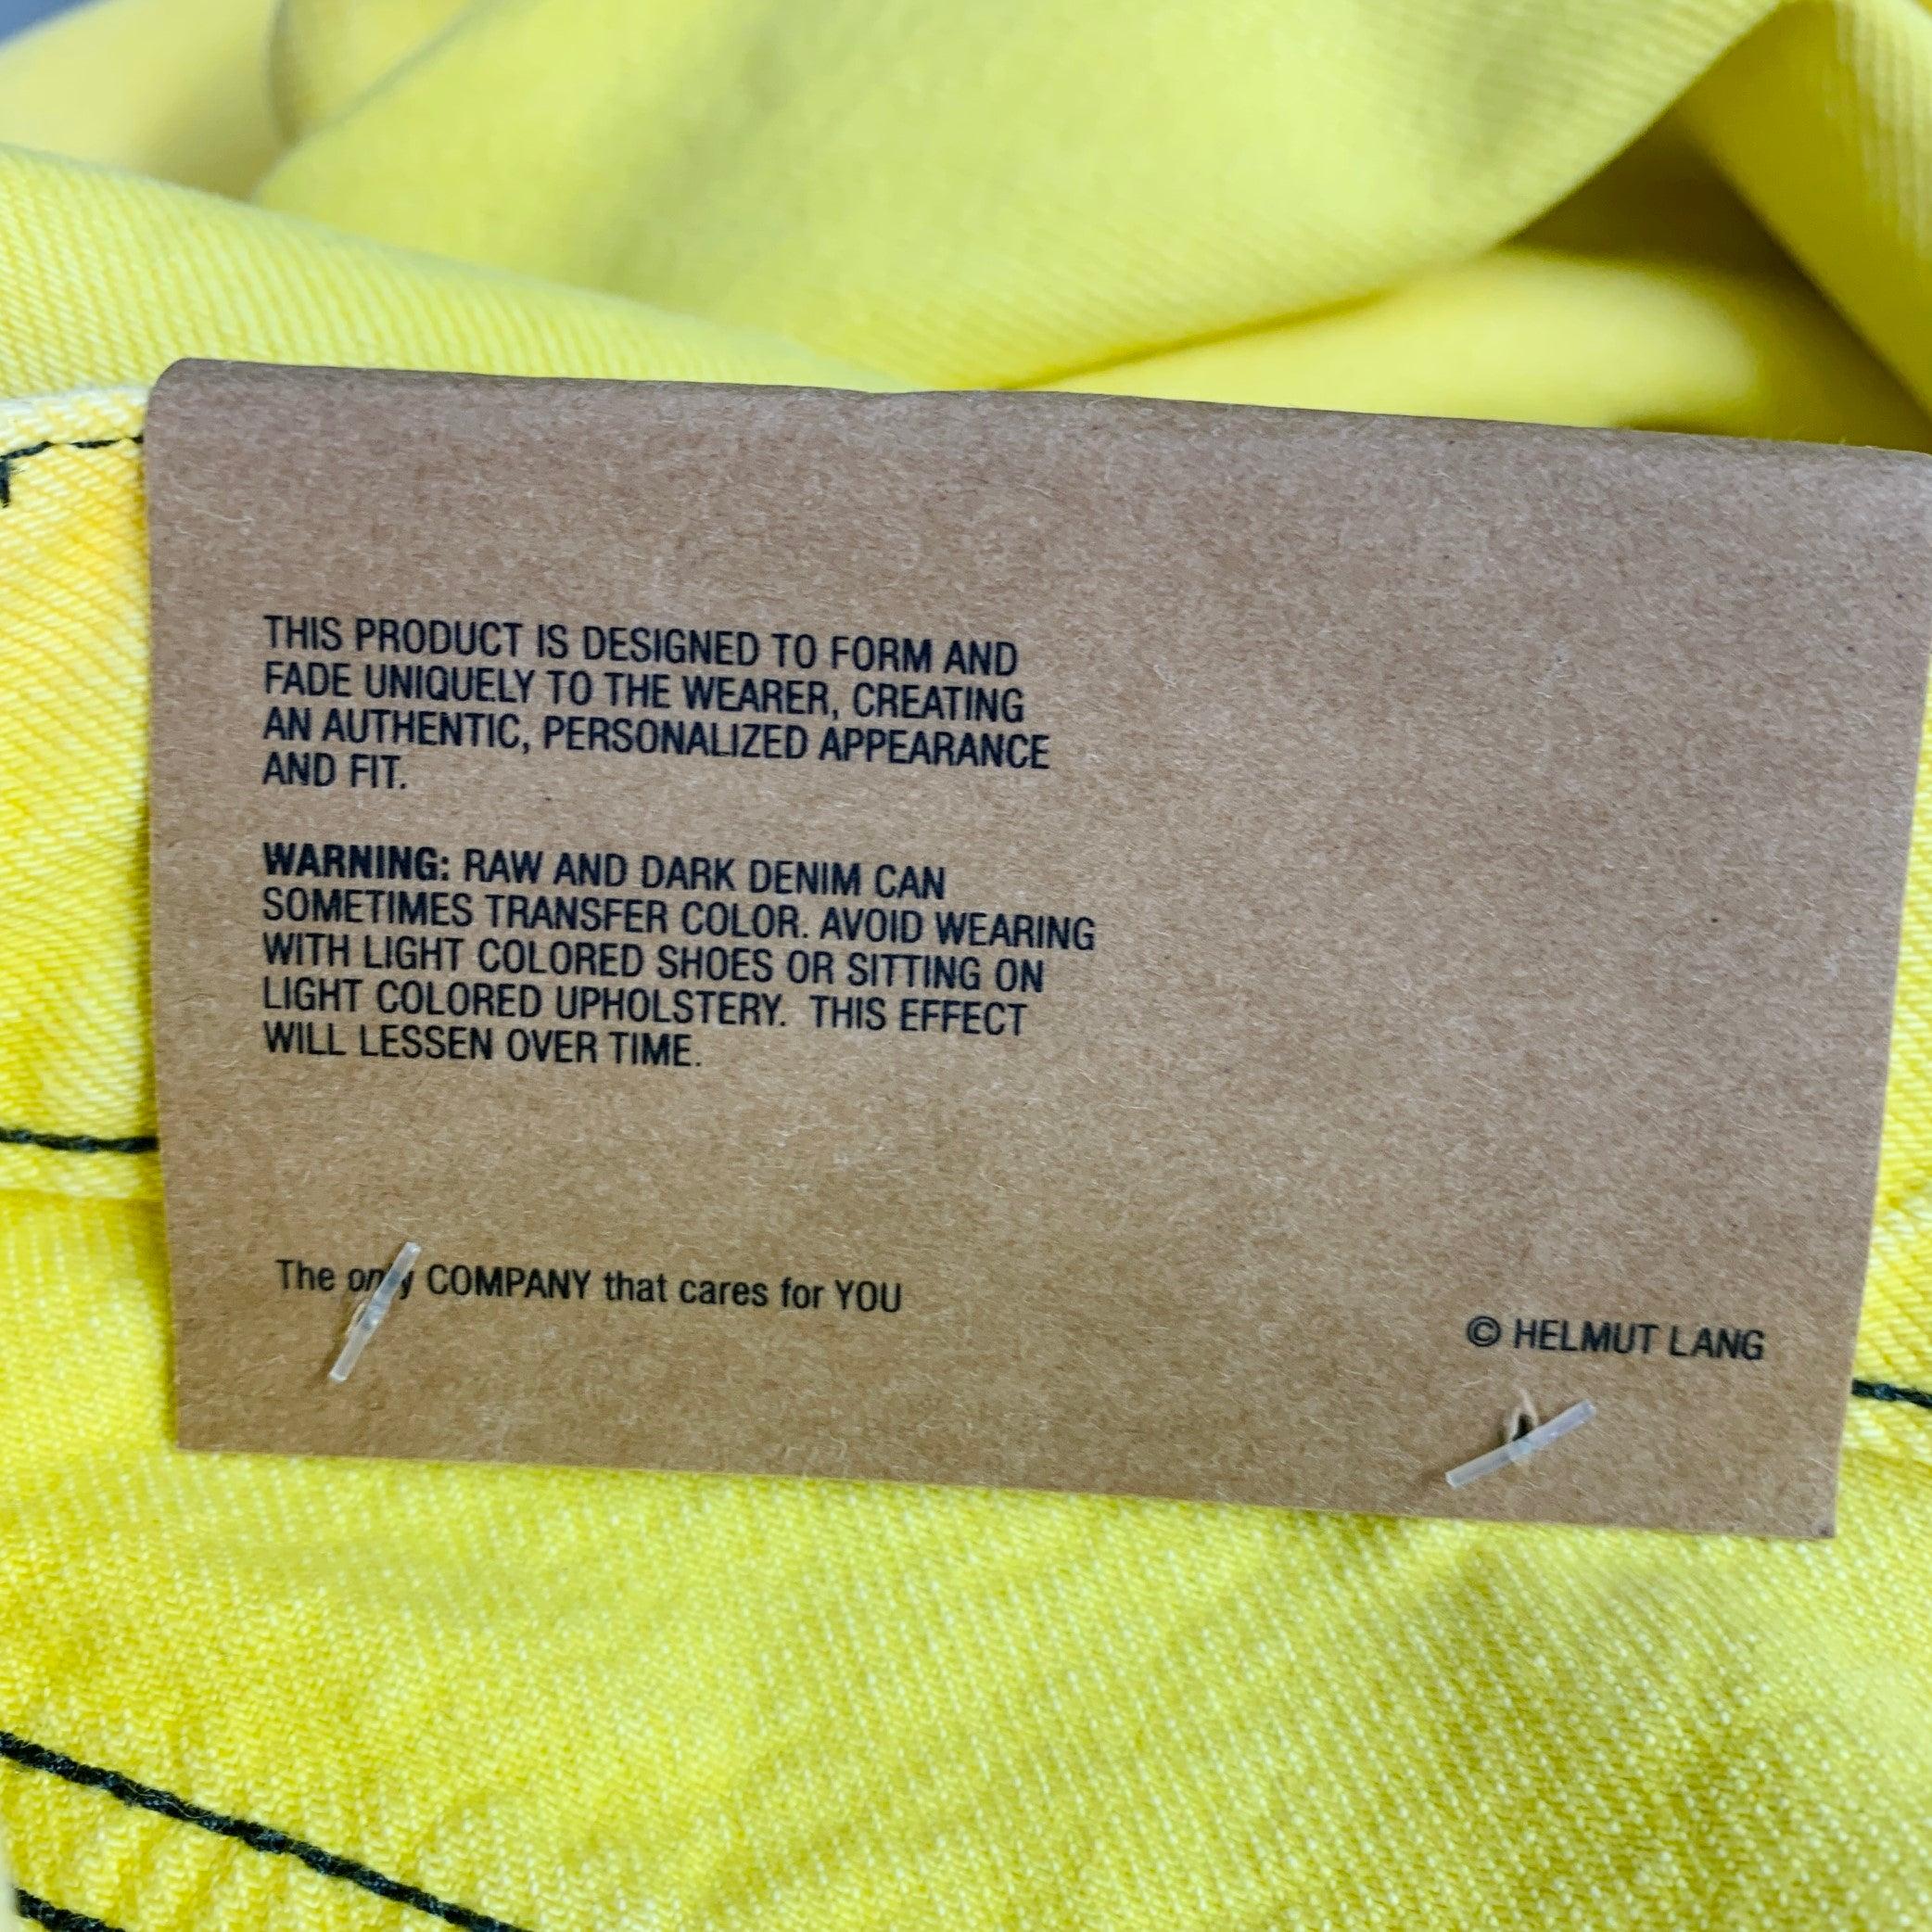 THIS PRODUCT IS DESIGNED TO FORM AND
FADE UNIQUELY TO THE WEARER, CREATING
AN AUTHENTIC, PERSONALIZED APPEARANCE
AND FIT.
WARNING: RAW AND DARK DENIM CAN
SOMETIMES TRANSFER COLOR. AVOID WEARING
WITH LIGHT COLORED SHOES OR SITTING ON
LIGHT COLORED UPHOLSTERY. THIS EFFECT
WILL LESSEN OVER TIME.
The only COMPANY that cares for YOU
© HELMUT LANG